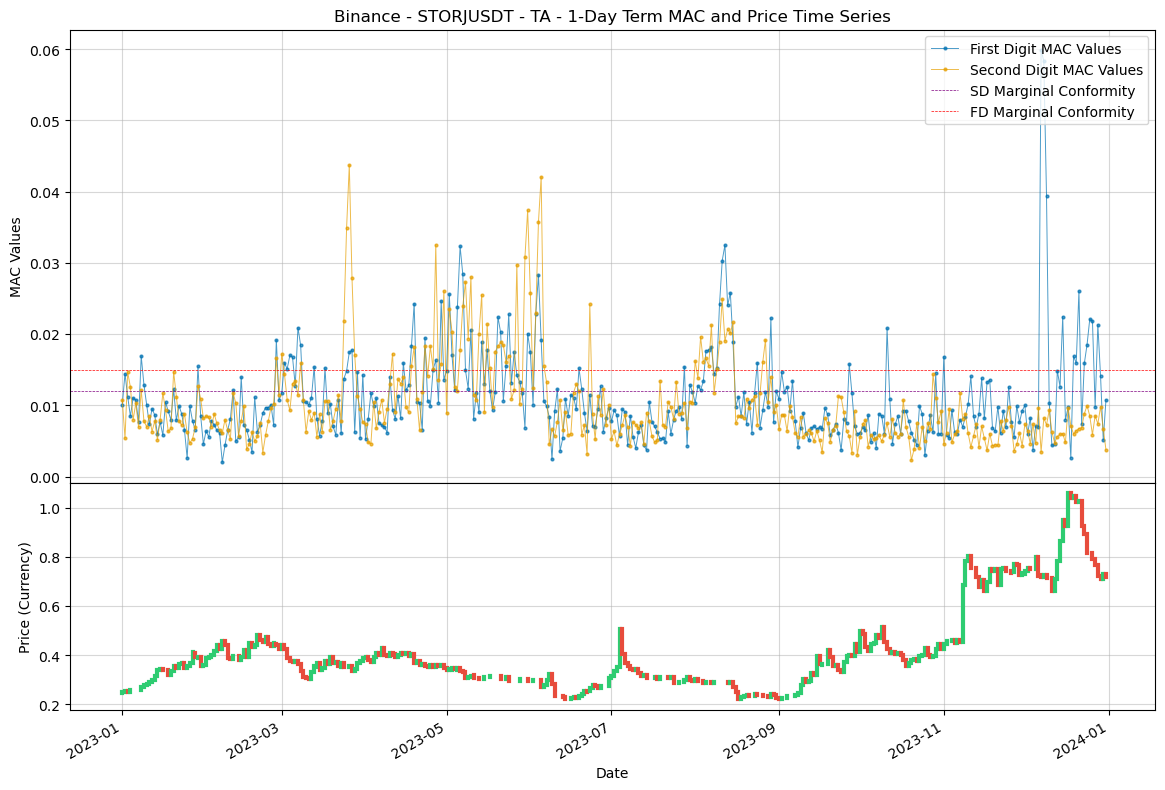 Binance - STORJUSDT - TA - 1-Day Term MAC and Price Time Series
First Digit MAC Values
Second Digit MAC Values
SD Marginal Conformity
FD Marginal Conformity
MAC Values
0.06
0.05
0.04
0.03
0.02
0.01
0.00
Price (Currency)
1.0
0.8
0.6
0.4
0.2
2023-01
2023-03
2023-05
2023-07
2023-09
2023-11
2024-01
Date